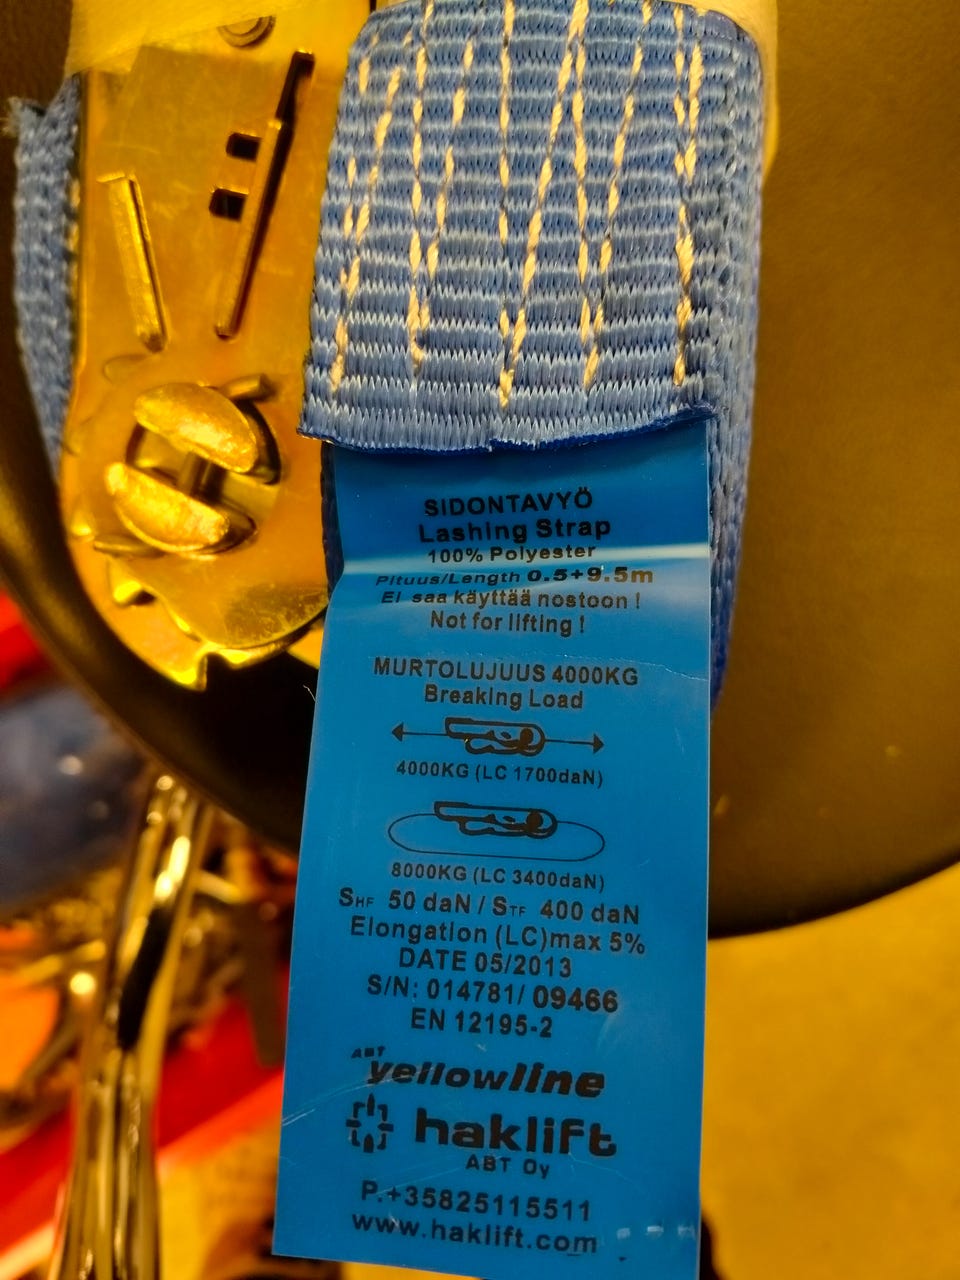 SIDONTAVYÖ
Lashing Strap
100% Polyester
Pituus/Length 0.5+9.5m
Ei saa käyttää nostoon !
Not for lifting !
MURTOLUJUUS 4000KG
Breaking Load
4000KG (LC 1700daN)
8000KG (LC 3400daN)
SHF 50 daN / STF 400 daN
Elongation (LC)max 5%
DATE 05/2013
S/N: 014781/ 09466
EN 12195-2
ABT
yellowline
haklift
ABT Oy
P.+35825115511
www.haklift.com